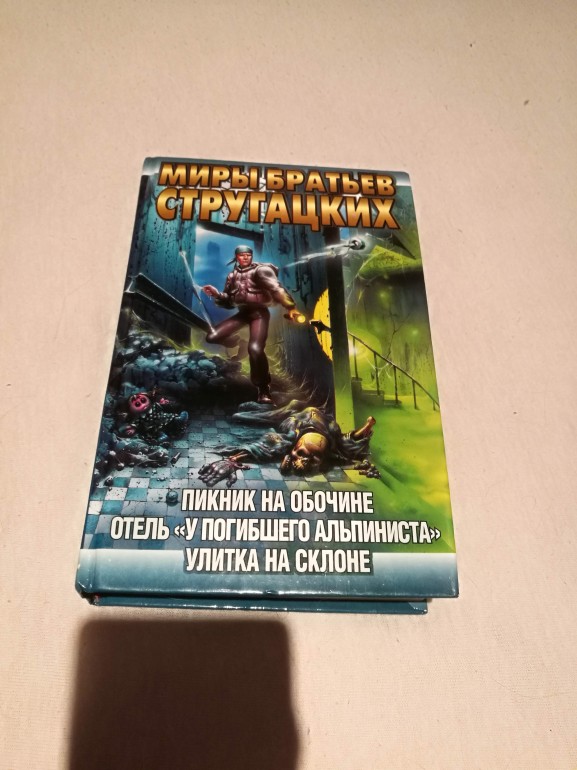 МИРЫ БРАТЬЕВ
СТРУГАЦКИХ
ПИКНИК НА ОБОЧИНЕ
ОТЕЛЬ «У ПОГИБШЕГО АЛЬПИНИСТА»
УЛИТКА НА СКЛОНЕ